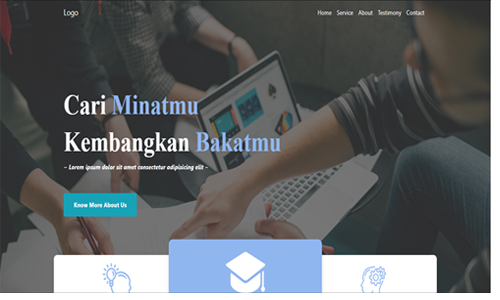 Logo
Home Service About Testimony Contact
Cari Minatmu
Kembangkan Bakatmu
~ Lorem ipsum dolor sit amet consectetur adipisicing elit ~
Know More About Us